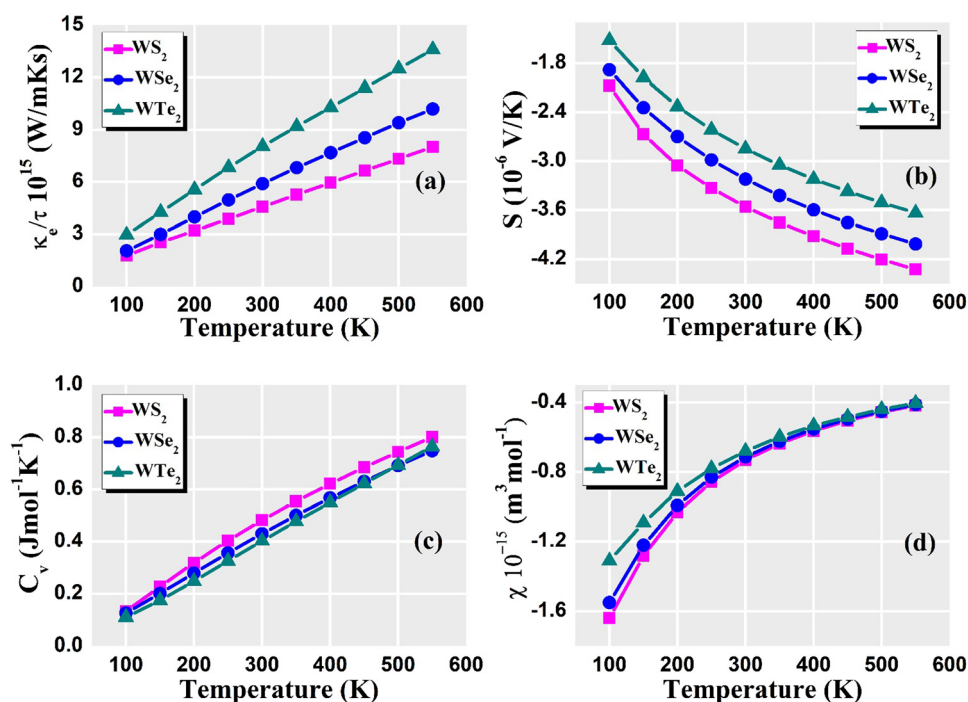 15
12
9
6
3
0
κₑ/τ 10¹⁵ (W/mKs)
WS₂
WSe₂
WTe₂
(a)
100 200 300 400 500 600
Temperature (K)
-1.8
-2.4
-3.0
-3.6
-4.2
S (10⁻⁶ V/K)
WS₂
WSe₂
WTe₂
(b)
100 200 300 400 500 600
Temperature (K)
1.0
0.8
0.6
0.4
0.2
0.0
Cᵥ (Jmol⁻¹K⁻¹)
WS₂
WSe₂
WTe₂
(c)
100 200 300 400 500 600
Temperature (K)
-0.4
-0.8
-1.2
-1.6
χ 10⁻¹⁵ (m³mol⁻¹)
WS₂
WSe₂
WTe₂
(d)
100 200 300 400 500 600
Temperature (K)